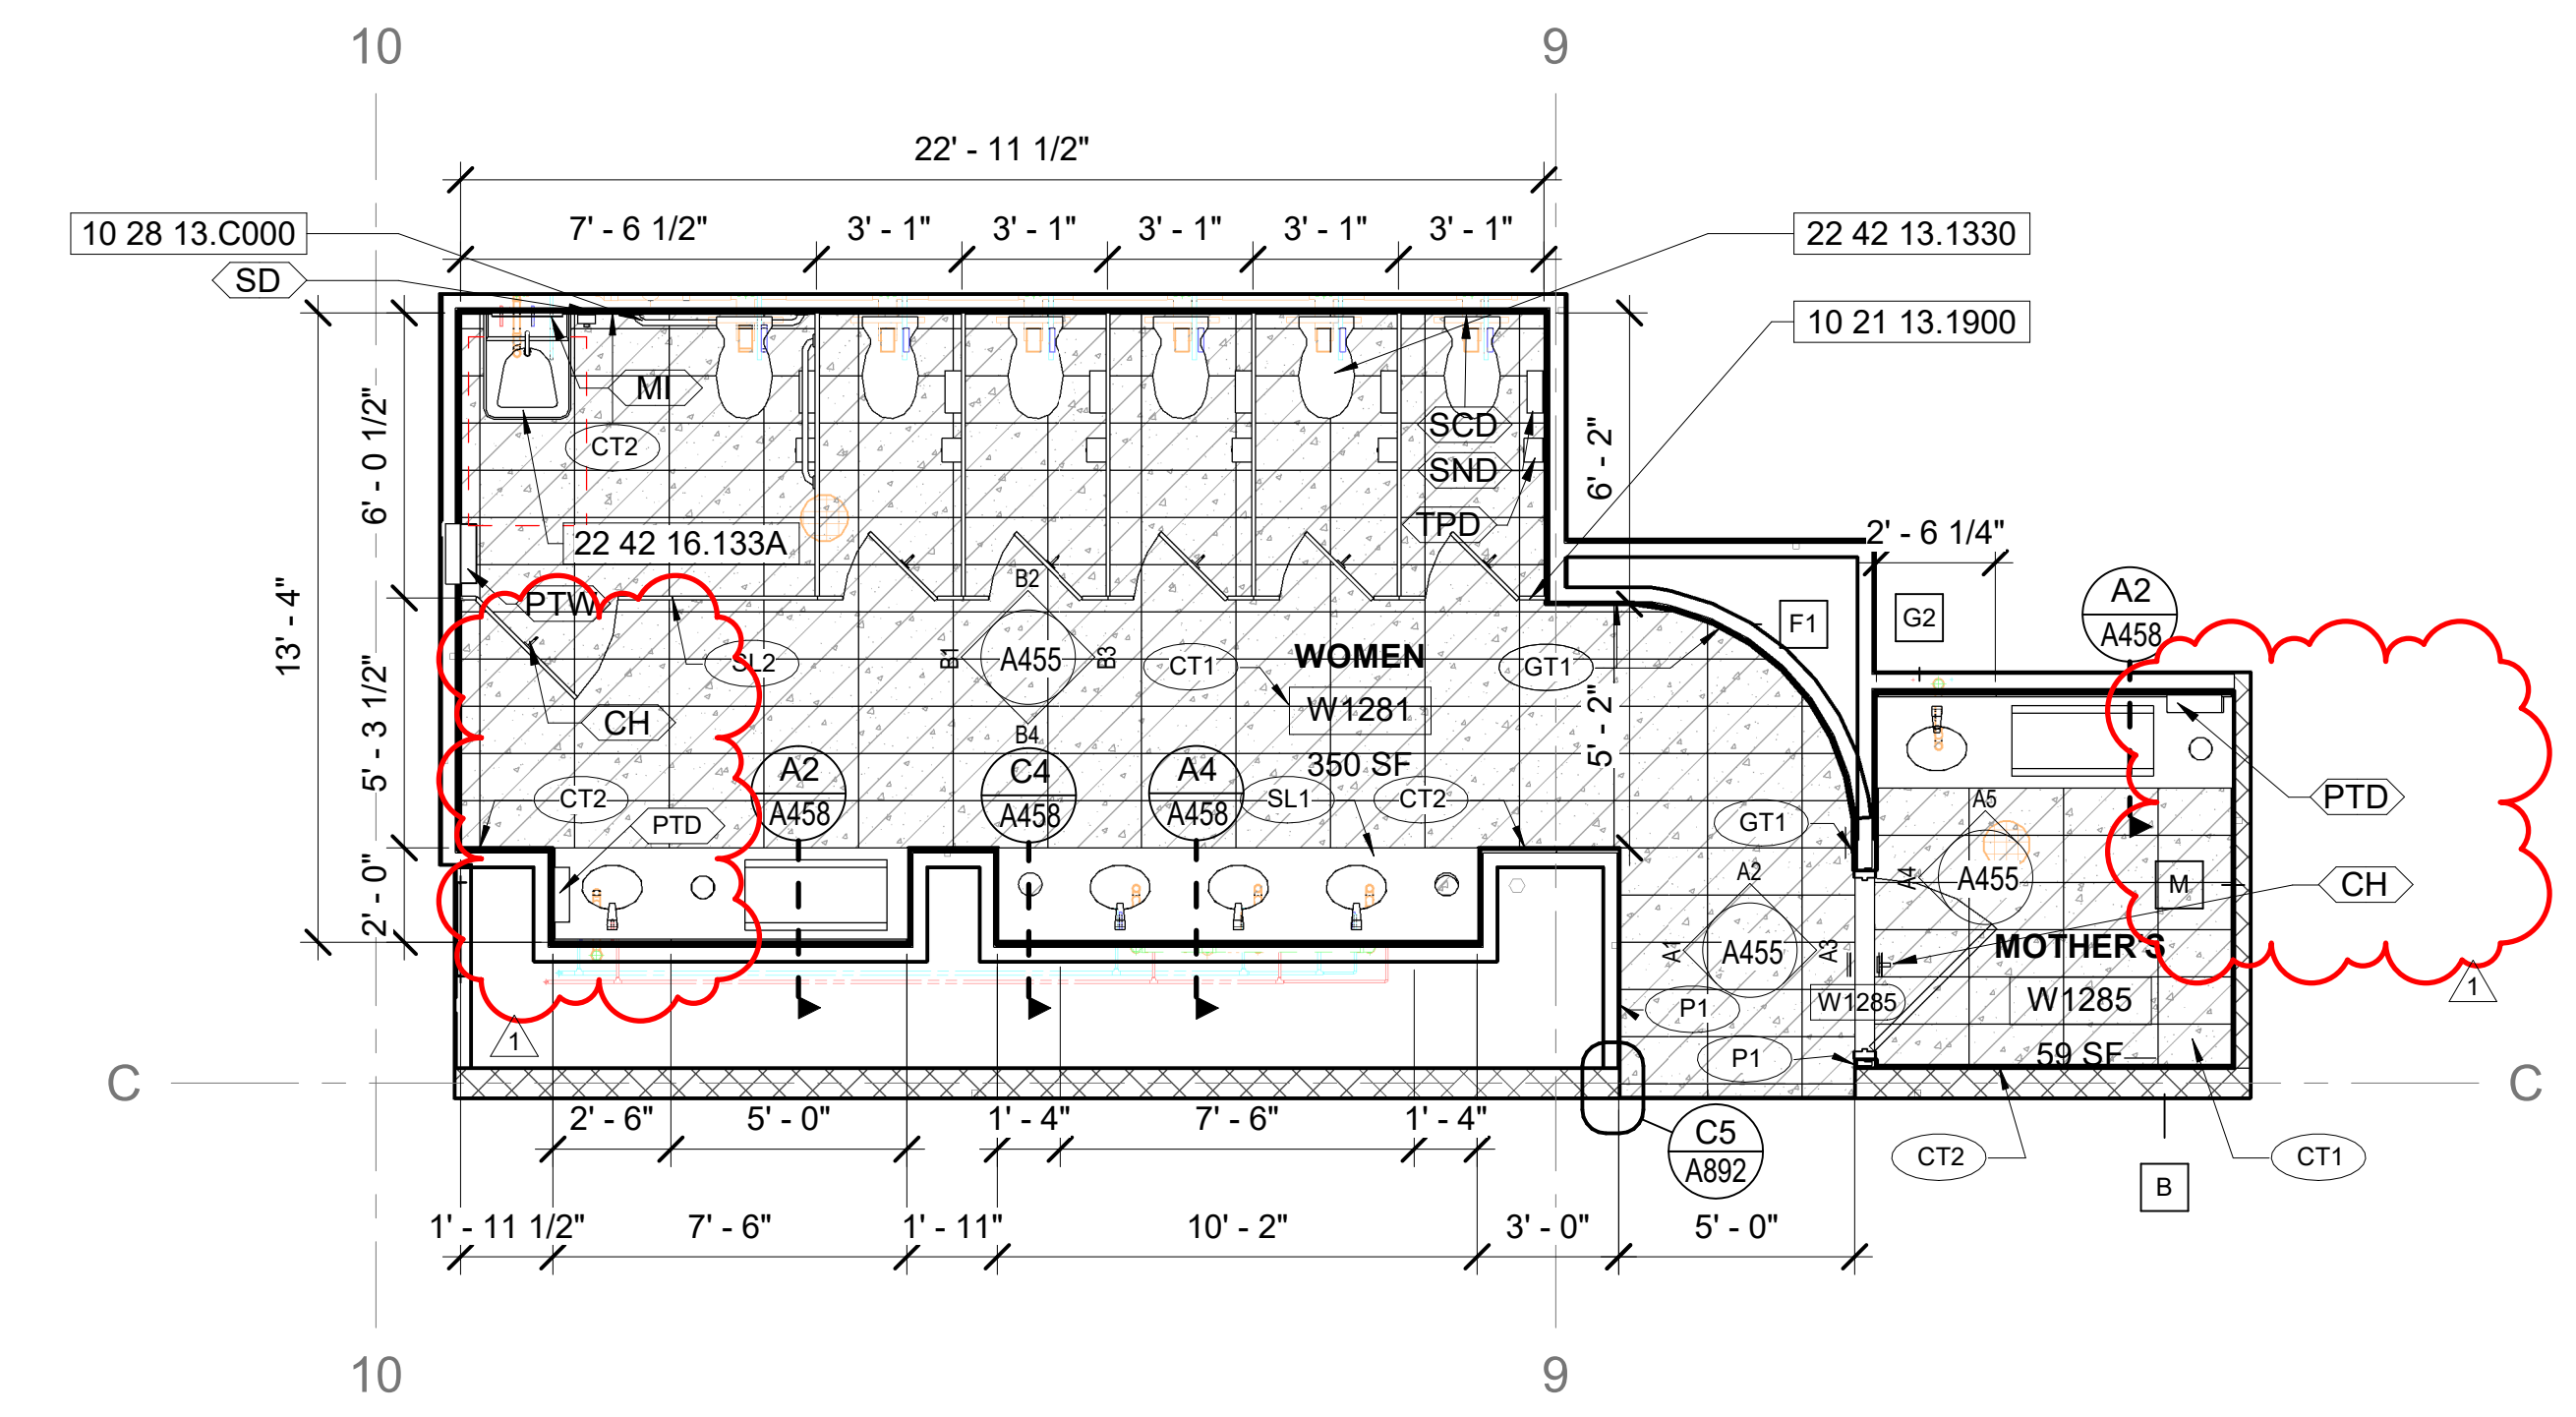 10
9
22' - 11 1/2"
7' - 6 1/2"
3' - 1"
3' - 1"
3' - 1"
3' - 1"
3' - 1"
10 28 13.C000
22 42 13.1330
SD
10 21 13.1900
MI
CT2
SCD
SND
TPD
6' - 0 1/2"
6' - 2"
22 42 16.133A
2' - 6 1/4"
13' - 4"
PTW
B2
A2
A458
F1
G2
SL2
B1
A455
B3
CT1
WOMEN
GT1
W1281
CH
B4
5' - 3 1/2"
5' - 2"
350 SF
A2
A458
C4
A458
A4
A458
SL1
CT2
CT2
PTD
PTD
GT1
A5
A4
A455
M
CH
2' - 0"
A2
A1
A455
A3
MOTHER'S
W1285
W1285
1
P1
P1
59 SF
1
C
C
2' - 6"
5' - 0"
1' - 4"
7' - 6"
1' - 4"
C5
A892
CT2
CT1
B
1' - 11 1/2"
7' - 6"
1' - 11"
10' - 2"
3' - 0"
5' - 0"
10
9